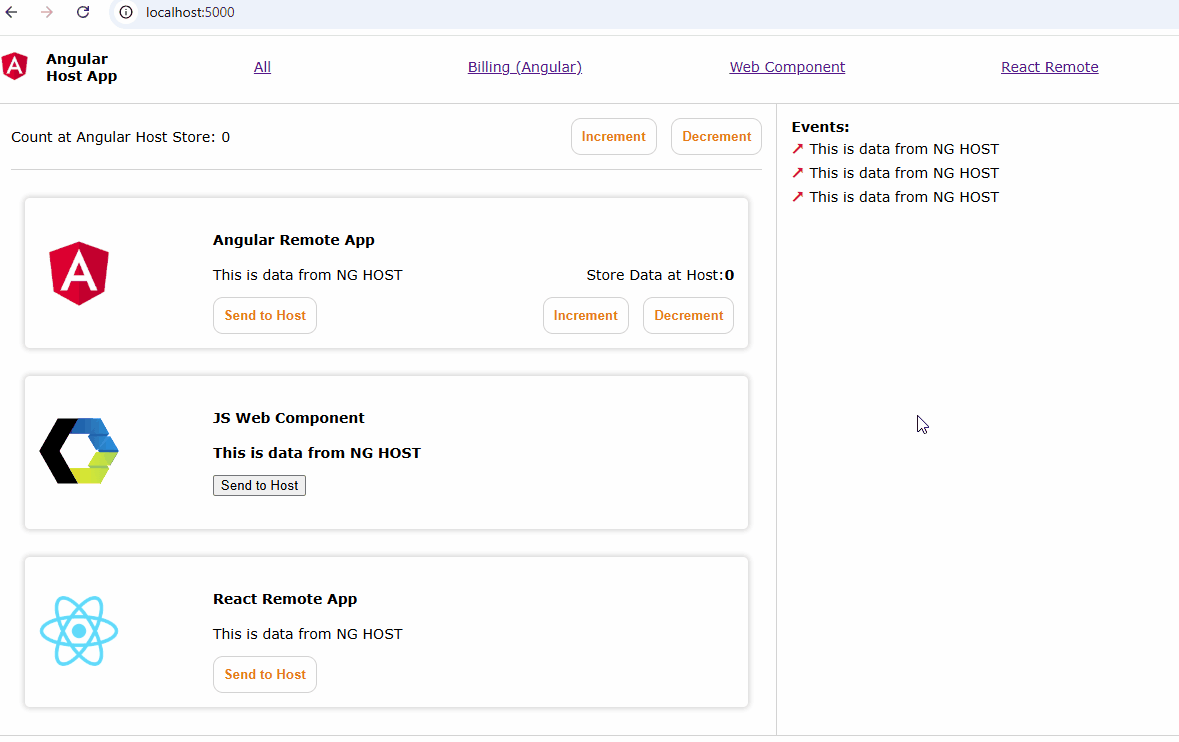 localhost:5000
Angular
Host App
All
Billing (Angular)
Web Component
React Remote
Count at Angular Host Store: 0
Increment
Decrement
Angular Remote App
This is data from NG HOST
Store Data at Host:0
Send to Host
Increment
Decrement
JS Web Component
This is data from NG HOST
Send to Host
React Remote App
This is data from NG HOST
Send to Host
Events:
This is data from NG HOST
This is data from NG HOST
This is data from NG HOST